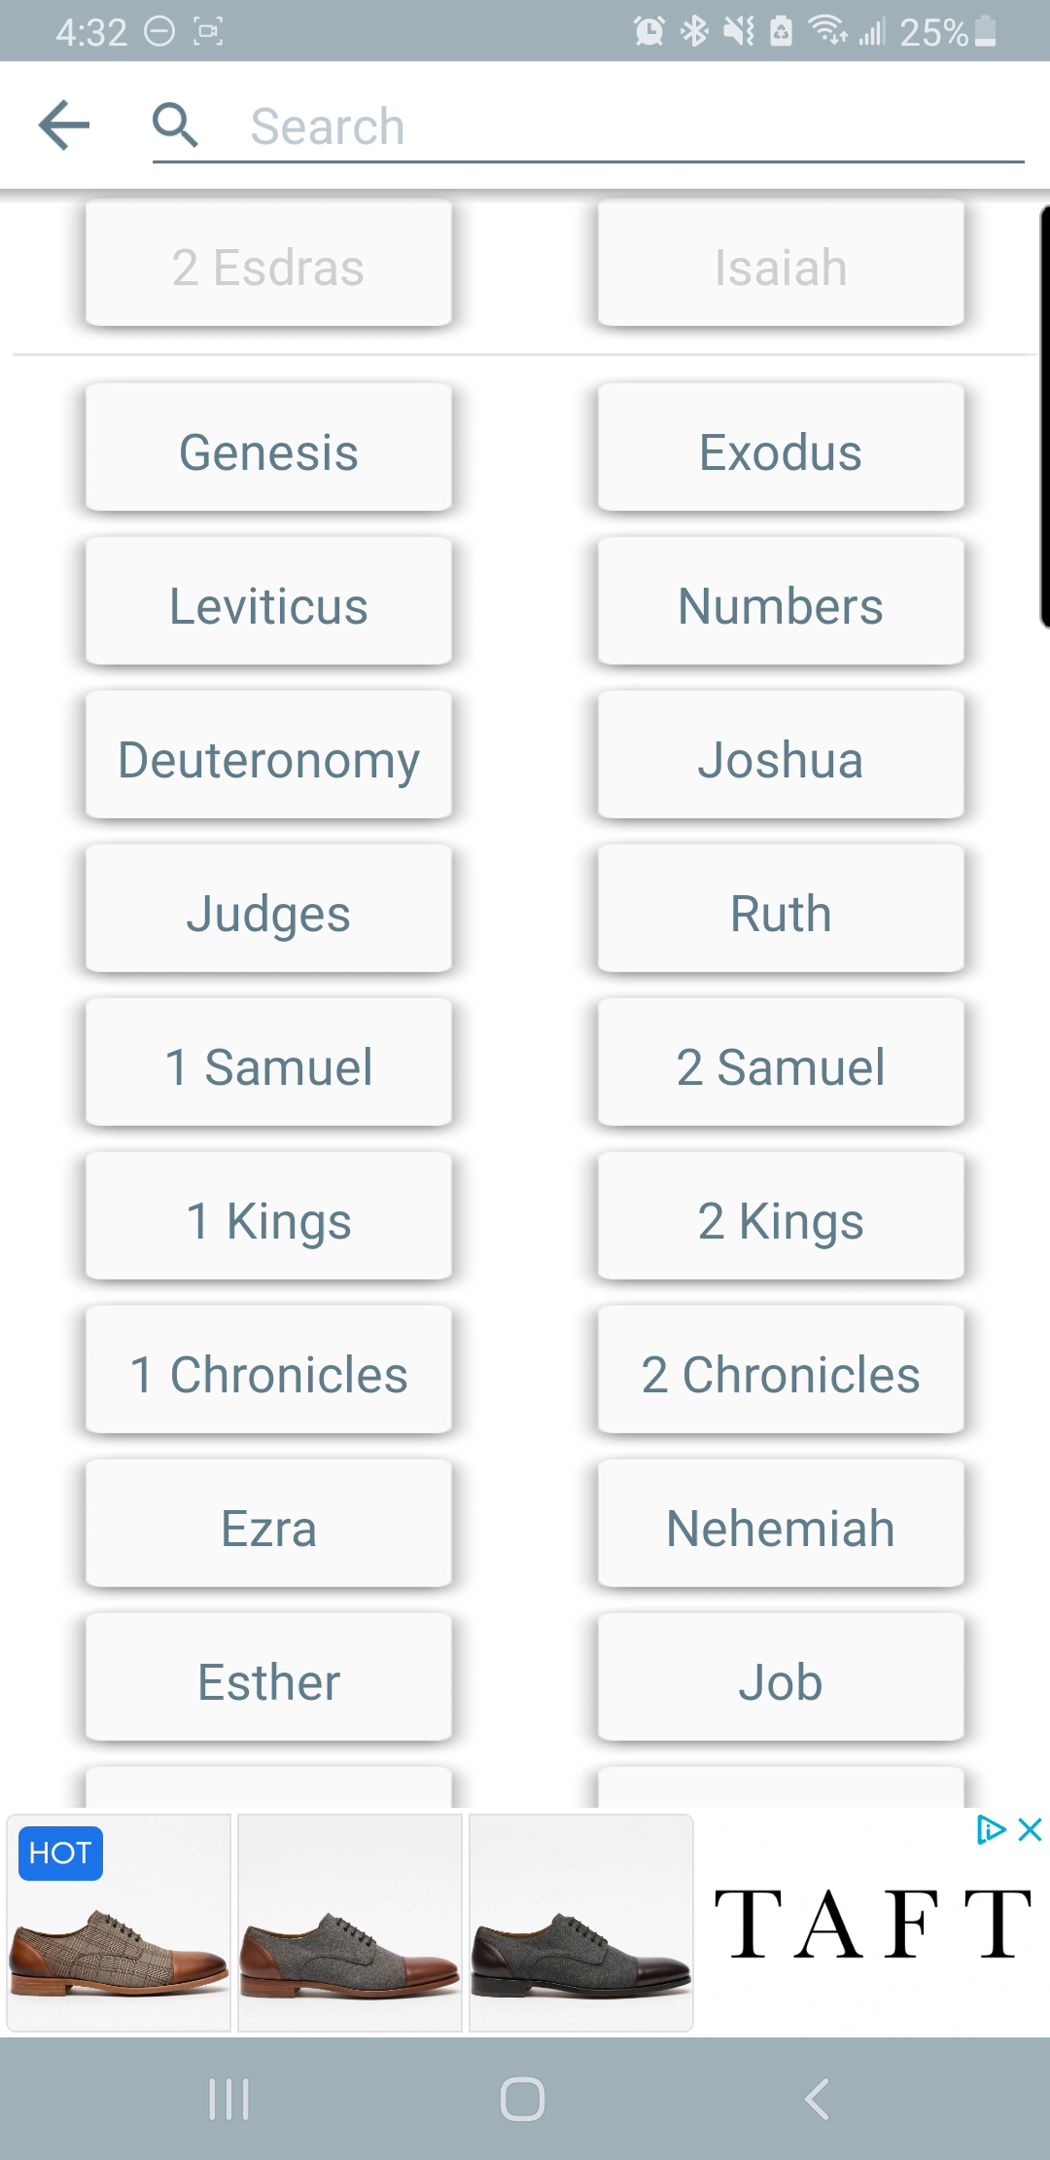 4:32 25%
Search
2 Esdras Isaiah
Genesis Exodus
Leviticus Numbers
Deuteronomy Joshua
Judges Ruth
1 Samuel 2 Samuel
1 Kings 2 Kings
1 Chronicles 2 Chronicles
Ezra Nehemiah
Esther Job
HOT
TAFT